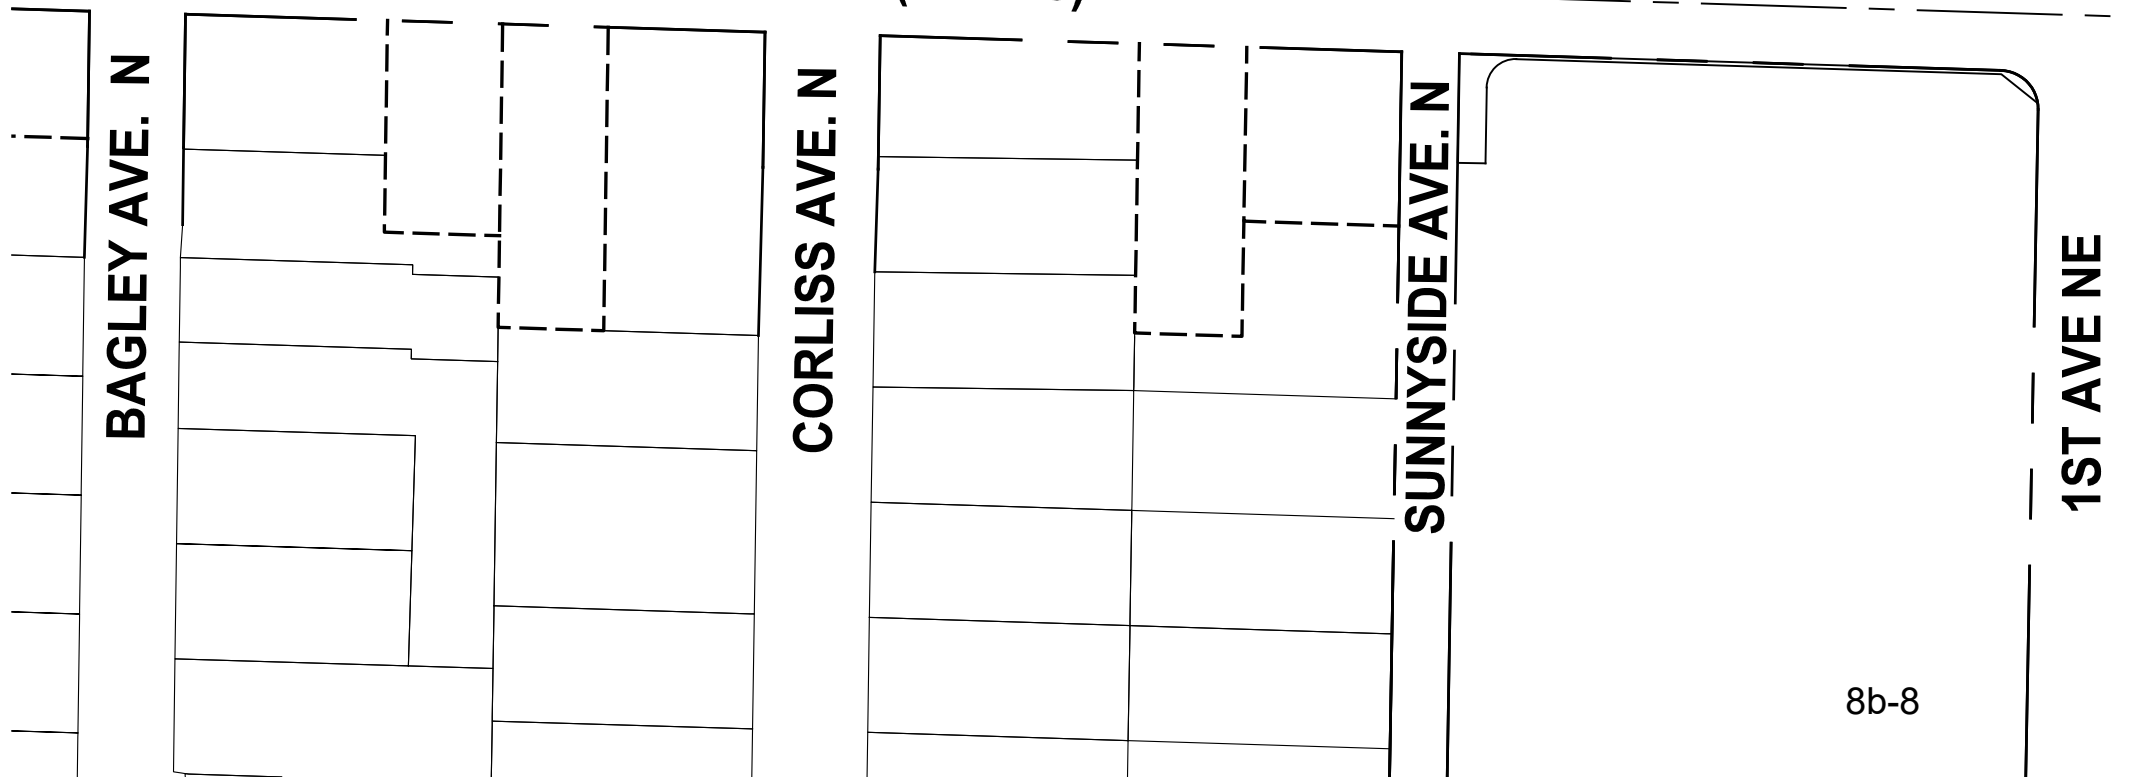 BAGLEY AVE. N
CORLISS AVE. N
SUNNYSIDE AVE. N
1ST AVE NE
8b-8